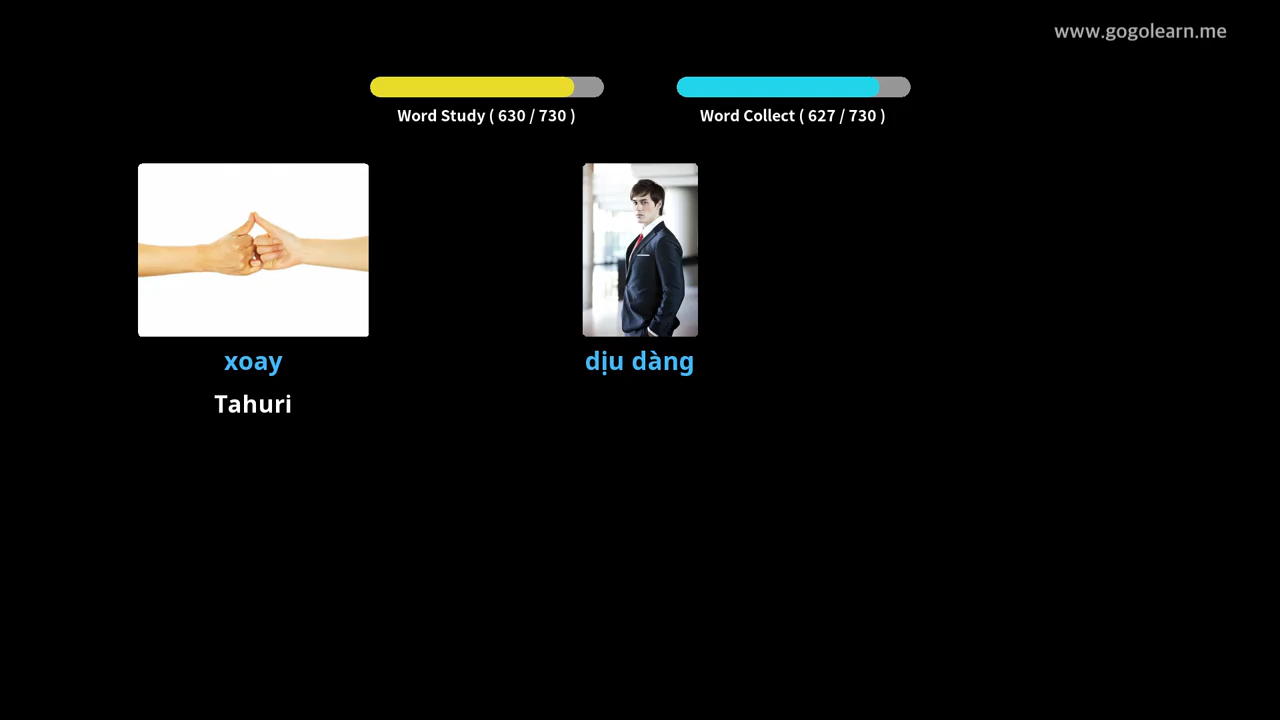 www.gogolearn.me
Word Study ( 630 / 730 )
Word Collect ( 627 / 730 )
xoay
dịu dàng
Tahuri